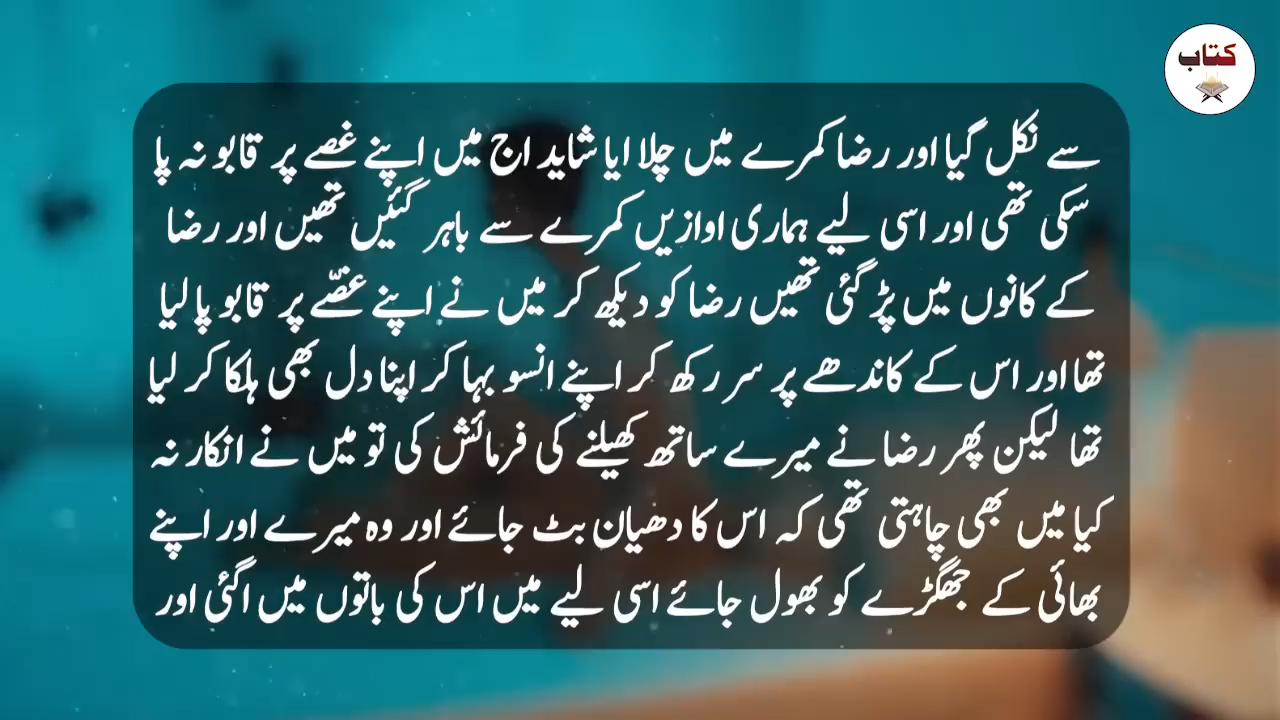 کتاب
سے نکل گیا اور رضا کمرے میں چلا ایا شاید اج میں اپنے غصے پر قابو نہ پا
سکی تھی اور اسی لیے ہماری اوازیں کمرے سے باہر گئیں تھیں اور رضا
کے کانوں میں پڑ گئی تھیں رضا کو دیکھ کر میں نے اپنے غصّے پر قابو پا لیا
تھا اور اس کے کاندھے پر سر رکھ کر اپنے انسو بہا کر اپنا دل بھی ہلکا کر لیا
تھا لیکن پھر رضا نے میرے ساتھ کھیلنے کی فرمائش کی تو میں نے انکار نہ
کیا میں بھی چاہتی تھی کہ اس کا دھیان بٹ جائے اور وہ میرے اور اپنے
بھائی کے جھگڑے کو بھول جائے اسی لیے میں اس کی باتوں میں اگئی اور